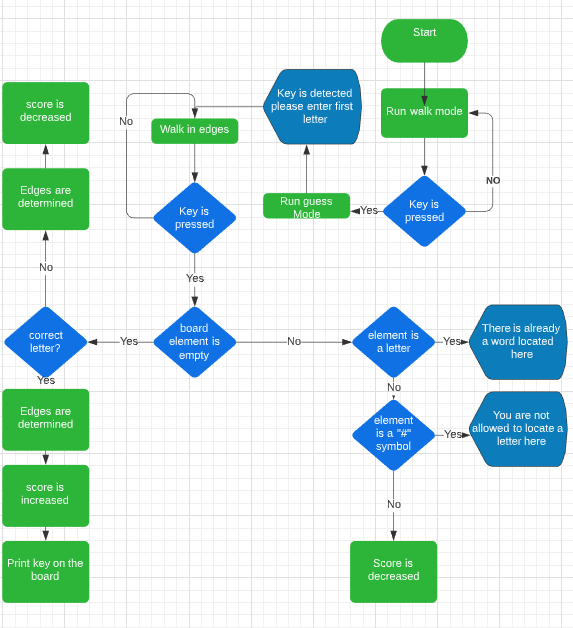 Start
Run walk mode
NO
Key is
pressed
Yes
Run guess
Mode
Key is detected
please enter first
letter
Walk in edges
No
Key is
pressed
Yes
board
element is
empty
Yes
No
correct
letter?
No
Edges are
determined
score is
decreased
Yes
Edges are
determined
score is
increased
Print key on the
board
element is
a letter
Yes
There is already
a word located
here
No
element
is a "#"
symbol
Yes
You are not
allowed to locate a
letter here
No
Score is
decreased